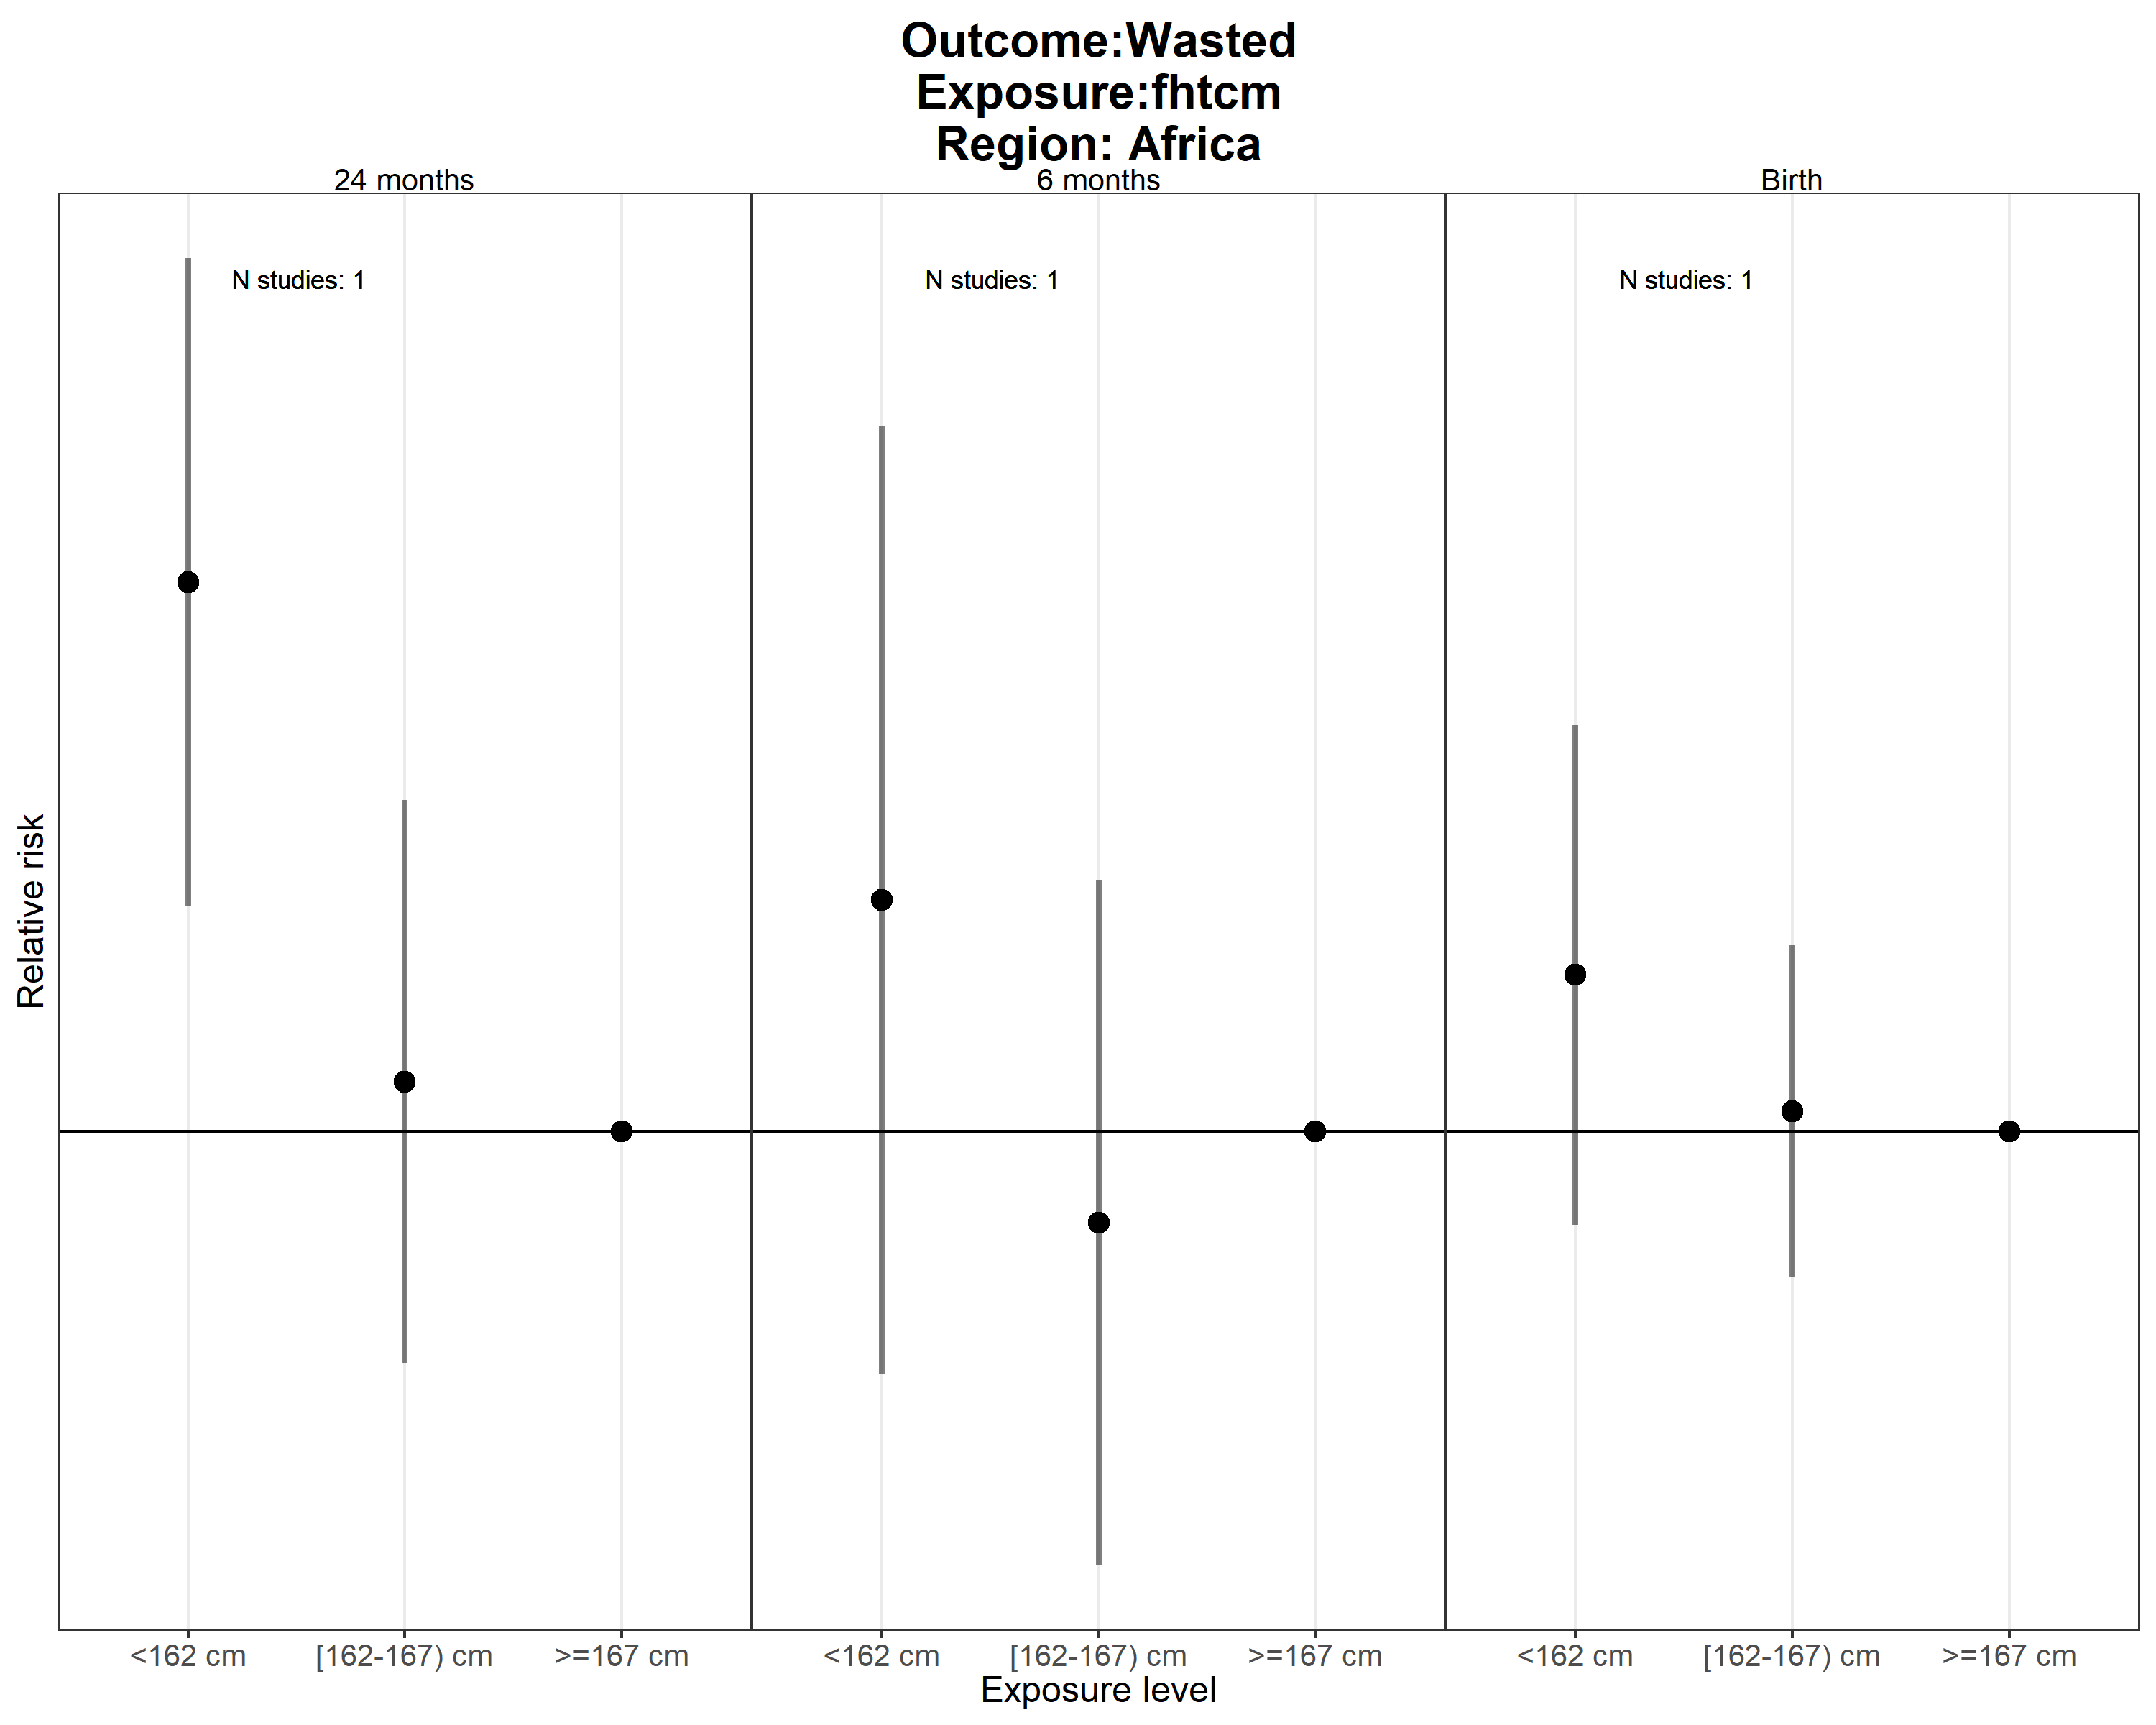 Outcome:Wasted
Exposure:fhtcm
Region: Africa
24 months
6 months
Birth
N studies: 1
N studies: 1
N studies: 1
Relative risk
<162 cm
[162-167) cm
>=167 cm
<162 cm
[162-167) cm
>=167 cm
<162 cm
[162-167) cm
>=167 cm
Exposure level